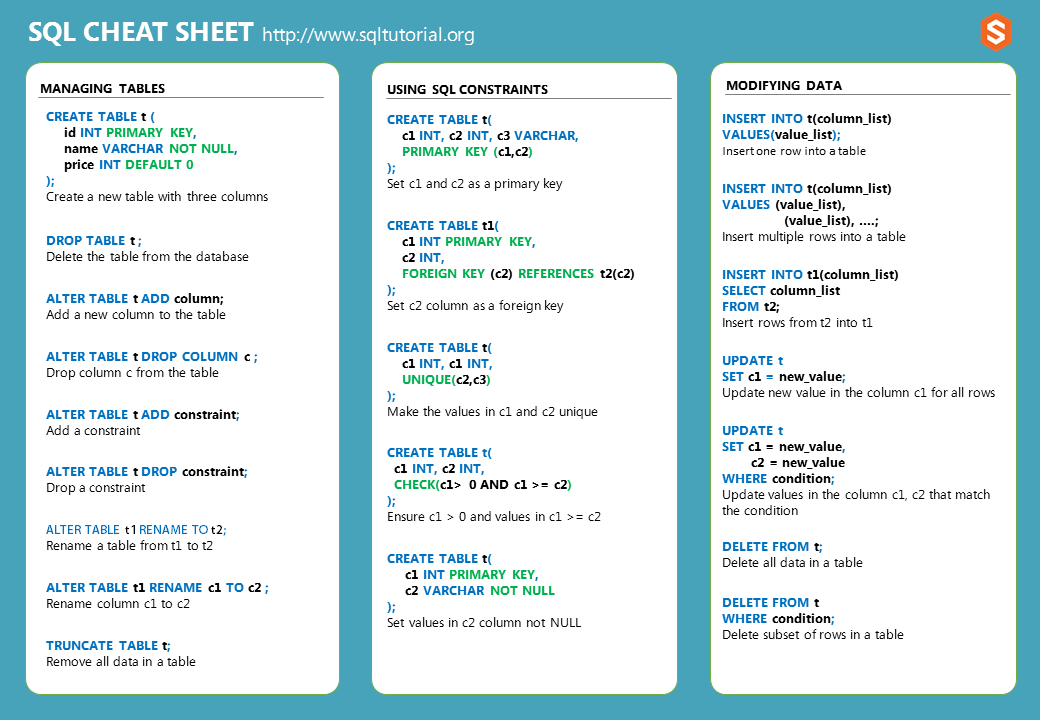 SQL CHEAT SHEET http://www.sqltutorial.org
S
MANAGING TABLES
CREATE TABLE t (
id INT PRIMARY KEY,
name VARCHAR NOT NULL,
price INT DEFAULT 0
);
Create a new table with three columns
DROP TABLE t ;
Delete the table from the database
ALTER TABLE t ADD column;
Add a new column to the table
ALTER TABLE t DROP COLUMN c ;
Drop column c from the table
ALTER TABLE t ADD constraint;
Add a constraint
ALTER TABLE t DROP constraint;
Drop a constraint
ALTER TABLE t1 RENAME TO t2;
Rename a table from t1 to t2
ALTER TABLE t1 RENAME c1 TO c2 ;
Rename column c1 to c2
TRUNCATE TABLE t;
Remove all data in a table
USING SQL CONSTRAINTS
CREATE TABLE t(
c1 INT, c2 INT, c3 VARCHAR,
PRIMARY KEY (c1,c2)
);
Set c1 and c2 as a primary key
CREATE TABLE t1(
c1 INT PRIMARY KEY,
c2 INT,
FOREIGN KEY (c2) REFERENCES t2(c2)
);
Set c2 column as a foreign key
CREATE TABLE t(
c1 INT, c1 INT,
UNIQUE(c2,c3)
);
Make the values in c1 and c2 unique
CREATE TABLE t(
c1 INT, c2 INT,
CHECK(c1> 0 AND c1 >= c2)
);
Ensure c1 > 0 and values in c1 >= c2
CREATE TABLE t(
c1 INT PRIMARY KEY,
c2 VARCHAR NOT NULL
);
Set values in c2 column not NULL
MODIFYING DATA
INSERT INTO t(column_list)
VALUES(value_list);
Insert one row into a table
INSERT INTO t(column_list)
VALUES (value_list),
(value_list), ....;
Insert multiple rows into a table
INSERT INTO t1(column_list)
SELECT column_list
FROM t2;
Insert rows from t2 into t1
UPDATE t
SET c1 = new_value;
Update new value in the column c1 for all rows
UPDATE t
SET c1 = new_value,
c2 = new_value
WHERE condition;
Update values in the column c1, c2 that match
the condition
DELETE FROM t;
Delete all data in a table
DELETE FROM t
WHERE condition;
Delete subset of rows in a table